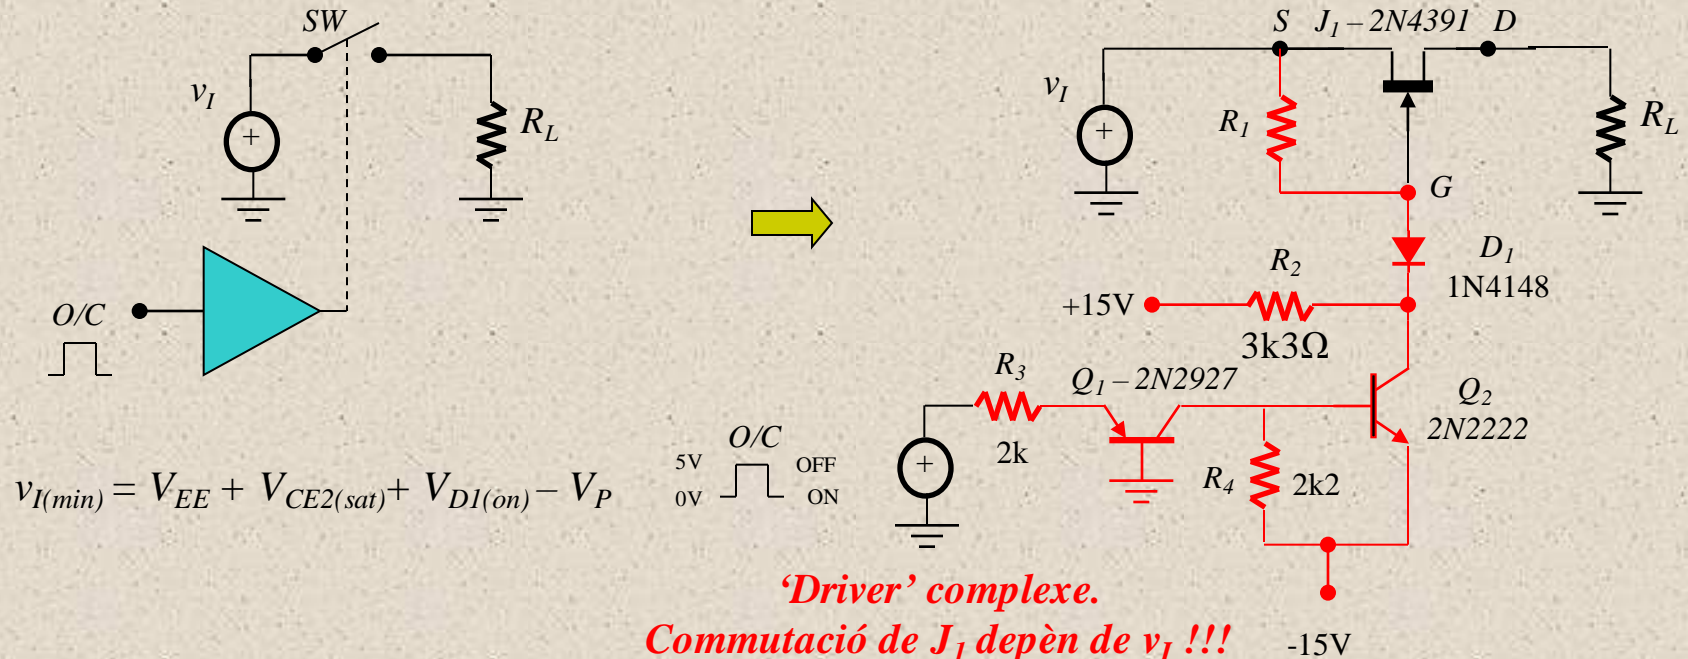 SW
v_I
+
R_L
O/C
v_I(min) = V_EE + V_CE2(sat) + V_D1(on) – V_P
S J_1 – 2N4391 D
v_I
+
R_1
R_L
G
D_1
1N4148
R_2
+15V
3k3Ω
R_3
Q_1 – 2N2927
2k
Q_2
2N2222
O/C
5V OFF
0V ON
+
R_4 2k2
-15V
‘Driver’ complexe.
Commutació de J_1 depèn de v_I !!!